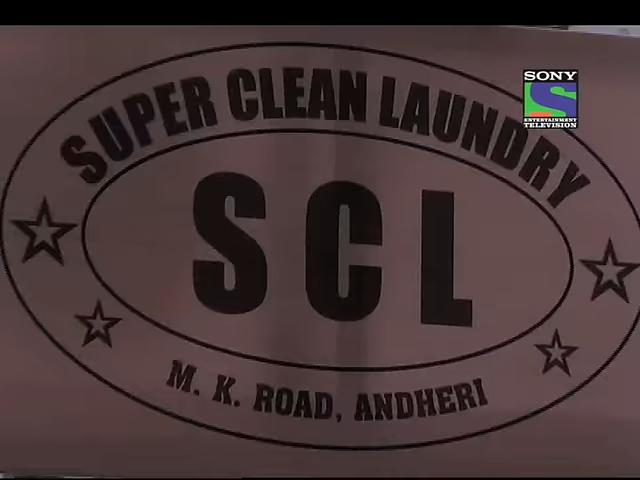 SUPER CLEAN LAUNDRY
SCL
M. K. ROAD, ANDHERI
SONY
ENTERTAINMENT
TELEVISION